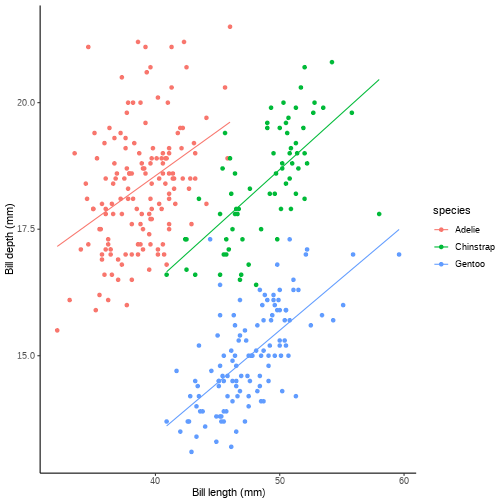 20.0
17.5
15.0
Bill depth (mm)
40
50
60
Bill length (mm)
species
Adelie
Chinstrap
Gentoo